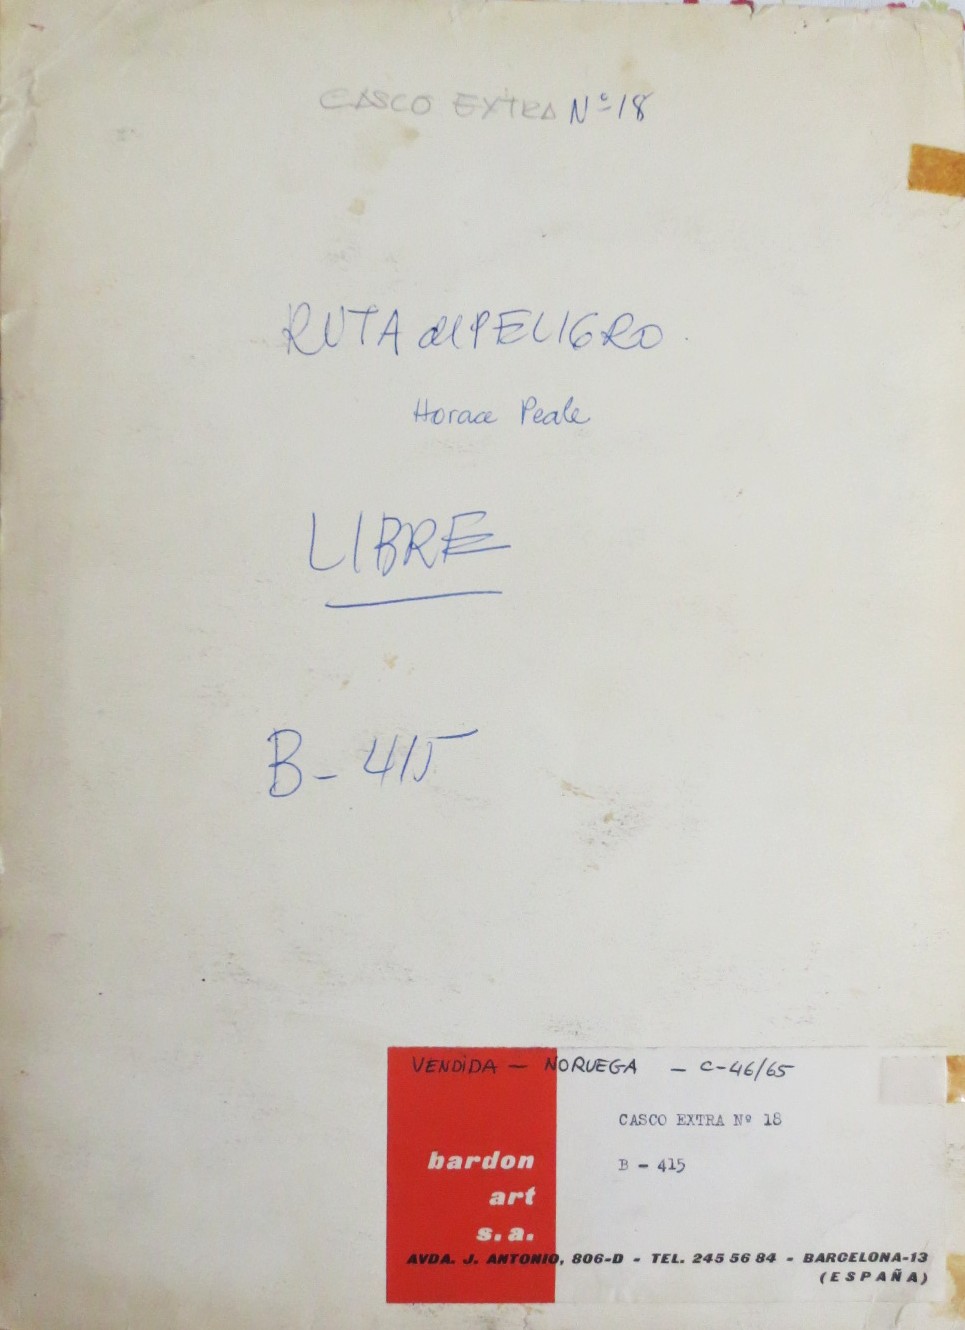 CASCO EXTRA Nº 18
RUTA del PELIGRO
Horace Peale
LIBRE
B - 415
VENDIDA - NORUEGA - C-46/65
CASCO EXTRA Nº 18
B - 415
bardon
art
s.a.
AVDA. J. ANTONIO, 806-D - TEL. 245 56 84 - BARCELONA-13
(ESPAÑA)